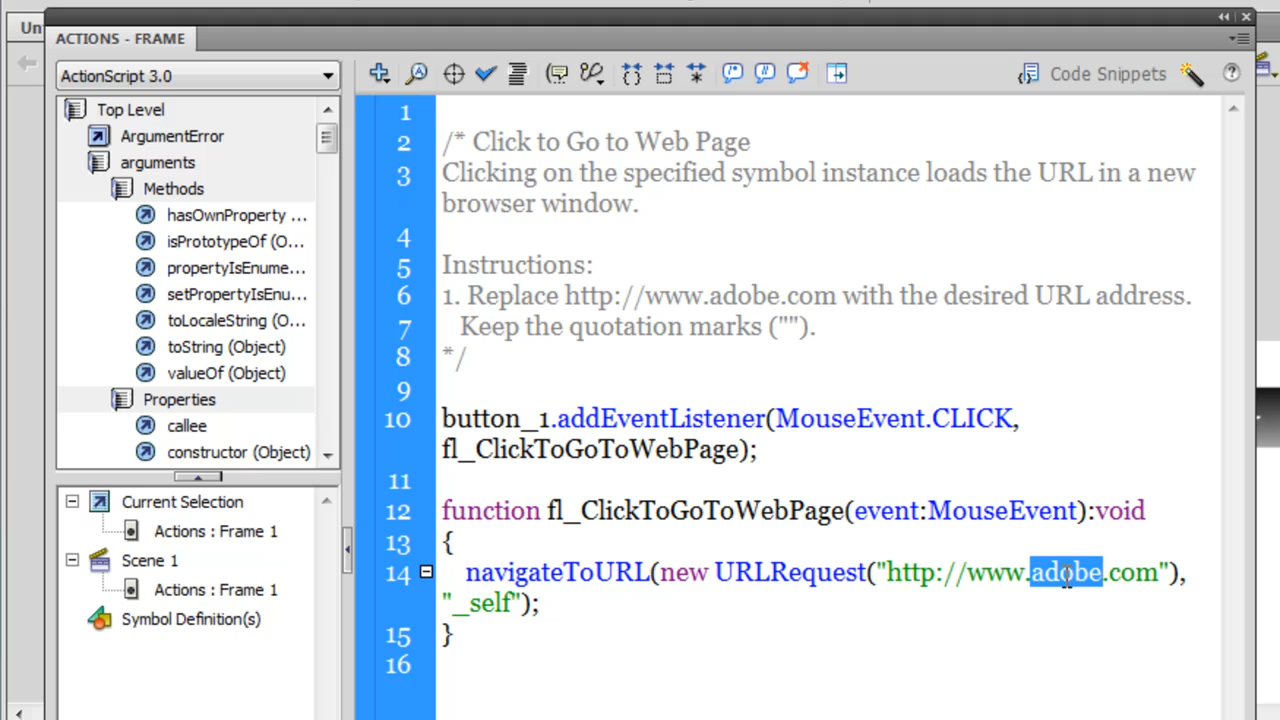 Un
ACTIONS - FRAME
ActionScript 3.0
Code Snippets
Top Level
ArgumentError
arguments
Methods
hasOwnProperty ...
isPrototypeOf (O...
propertyIsEnume...
setPropertyIsEnu...
toLocaleString (O...
toString (Object)
valueOf (Object)
Properties
callee
constructor (Object)
Current Selection
Actions : Frame 1
Scene 1
Actions : Frame 1
Symbol Definition(s)
1
2 /* Click to Go to Web Page
3 Clicking on the specified symbol instance loads the URL in a new
browser window.
4
5 Instructions:
6 1. Replace http://www.adobe.com with the desired URL address.
7 Keep the quotation marks ("").
8 */
9
10 button_1.addEventListener(MouseEvent.CLICK,
fl_ClickToGoToWebPage);
11
12 function fl_ClickToGoToWebPage(event:MouseEvent):void
13 {
14 navigateToURL(new URLRequest("http://www.adobe.com"),
"_self");
15 }
16